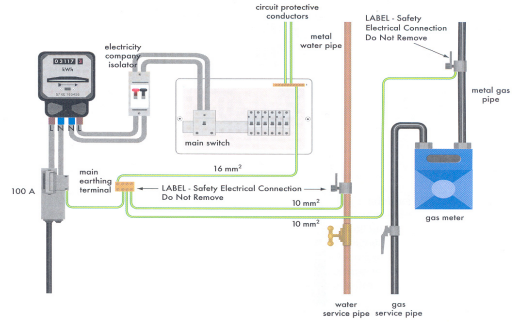 circuit protective
conductors
LABEL - Safety
Electrical Connection
Do Not Remove
metal
water pipe
electricity
company
isolator
kWh
metal gas
pipe
L N N L
main switch
16 mm²
main
earthing
terminal
100 A
LABEL - Safety Electrical Connection
Do Not Remove
10 mm²
10 mm²
gas meter
water
service pipe
gas
service pipe